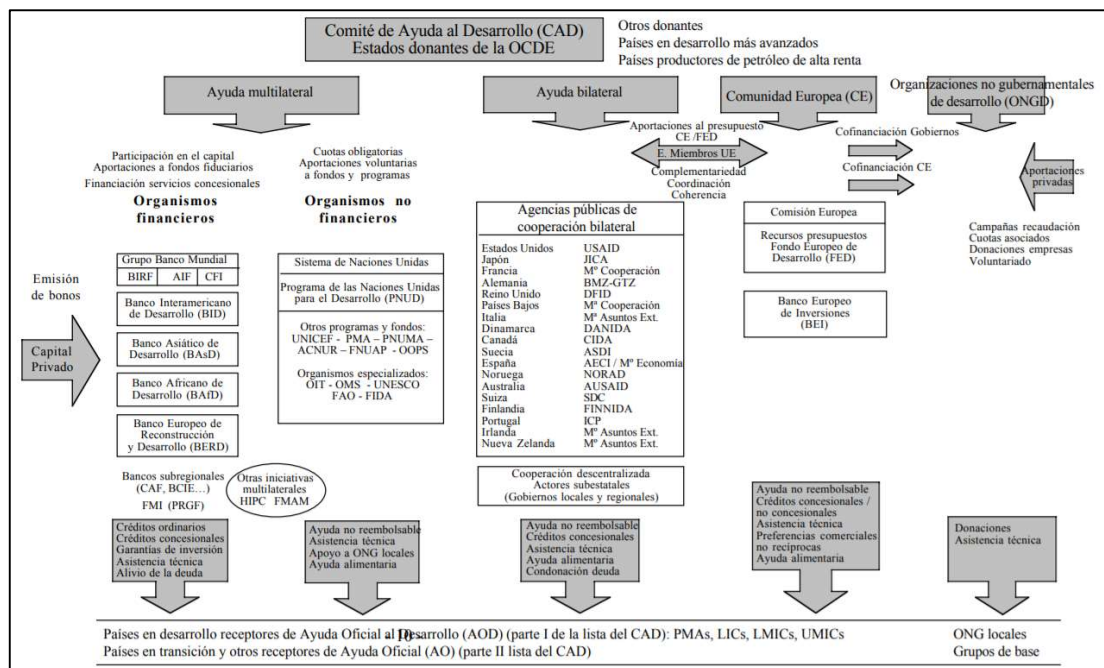 Comité de Ayuda al Desarrollo (CAD)
Estados donantes de la OCDE
Otros donantes
Países en desarrollo más avanzados
Países productores de petróleo de alta renta
Ayuda multilateral
Ayuda bilateral
Comunidad Europea (CE)
Organizaciones no gubernamentales
de desarrollo (ONGD)
Participación en el capital
Aportaciones a fondos fiduciarios
Financiación servicios concesionales
Organismos
financieros
Cuotas obligatorias
Aportaciones voluntarias
a fondos y programas
Organismos no
financieros
Aportaciones al presupuesto
CE /FED
E. Miembros UE
Complementariedad
Coordinación
Coherencia
Cofinanciación Gobiernos
Cofinanciación CE
Aportaciones
privadas
Campañas recaudación
Cuotas asociados
Donaciones empresas
Voluntariado
Emisión
de bonos
Capital
Privado
Grupo Banco Mundial
BIRF AIF CFI
Banco Interamericano
de Desarrollo (BID)
Banco Asiático de
Desarrollo (BAsD)
Banco Africano de
Desarrollo (BAfD)
Banco Europeo de
Reconstrucción
y Desarrollo (BERD)
Bancos subregionales
(CAF, BCIE…)
FMI (PRGF)
Sistema de Naciones Unidas
Programa de las Naciones Unidas
para el Desarrollo (PNUD)
Otros programas y fondos:
UNICEF - PMA – PNUMA –
ACNUR – FNUAP - OOPS
Organismos especializados:
OIT - OMS - UNESCO
FAO - FIDA
Otras iniciativas
multilaterales
HIPC FMAM
Agencias públicas de
cooperación bilateral
Estados Unidos USAID
Japón JICA
Francia Mº Cooperación
Alemania BMZ-GTZ
Reino Unido DFID
Países Bajos Mª Cooperación
Italia Mª Asuntos Ext.
Dinamarca DANIDA
Canadá CIDA
Suecia ASDI
España AECI / Mº Economía
Noruega NORAD
Australia AUSAID
Suiza SDC
Finlandia FINNIDA
Portugal ICP
Irlanda Mº Asuntos Ext.
Nueva Zelanda Mº Asuntos Ext.
Cooperación descentralizada
Actores subestatales
(Gobiernos locales y regionales)
Comisión Europea
Recursos presupuestos
Fondo Europeo de
Desarrollo (FED)
Banco Europeo
de Inversiones
(BEI)
Créditos ordinarios
Créditos concesionales
Garantías de inversión
Asistencia técnica
Alivio de la deuda
Ayuda no reembolsable
Asistencia técnica
Apoyo a ONG locales
Ayuda alimentaria
Ayuda no reembolsable
Créditos concesionales
Asistencia técnica
Ayuda alimentaria
Condonación deuda
Ayuda no reembolsable
Créditos concesionales /
no concesionales
Asistencia técnica
Preferencias comerciales
no recíprocas
Ayuda alimentaria
Donaciones
Asistencia técnica
Países en desarrollo receptores de Ayuda Oficial al Desarrollo (AOD) (parte I de la lista del CAD): PMAs, LICs, LMICs, UMICs
Países en transición y otros receptores de Ayuda Oficial (AO) (parte II lista del CAD)
ONG locales
Grupos de base